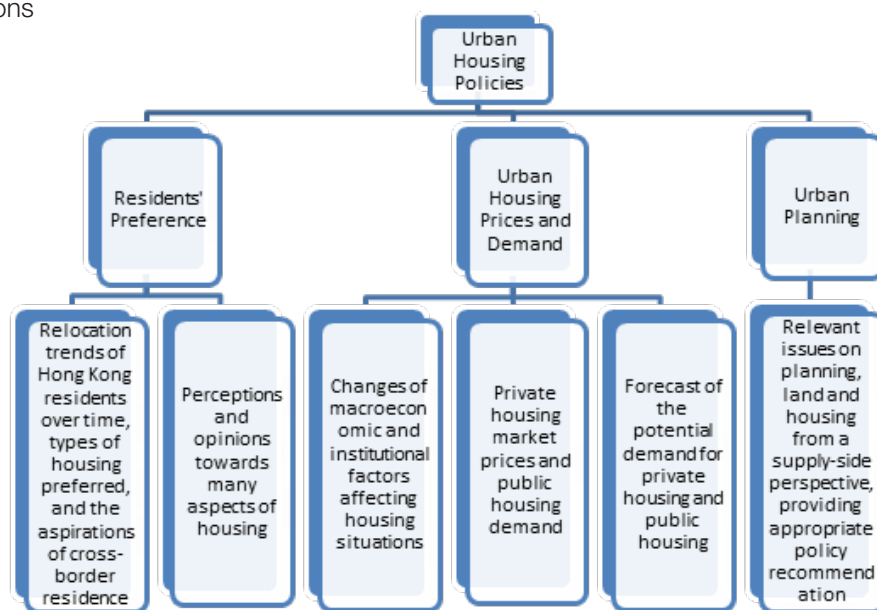 ons
Urban
Housing
Policies
Residents'
Preference
Urban
Housing
Prices and
Demand
Urban
Planning
Relocation
trends of
Hong Kong
residents
over time,
types of
housing
preferred,
and the
aspirations
of cross-
border
residence
Perceptions
and
opinions
towards
many
aspects of
housing
Changes of
macroecon
omic and
institutional
factors
affecting
housing
situations
Private
housing
market
prices and
public
housing
demand
Forecast of
the
potential
demand for
private
housing and
public
housing
Relevant
issues on
planning,
land and
housing
from a
supply-side
perspective,
providing
appropriate
policy
recommend
ation